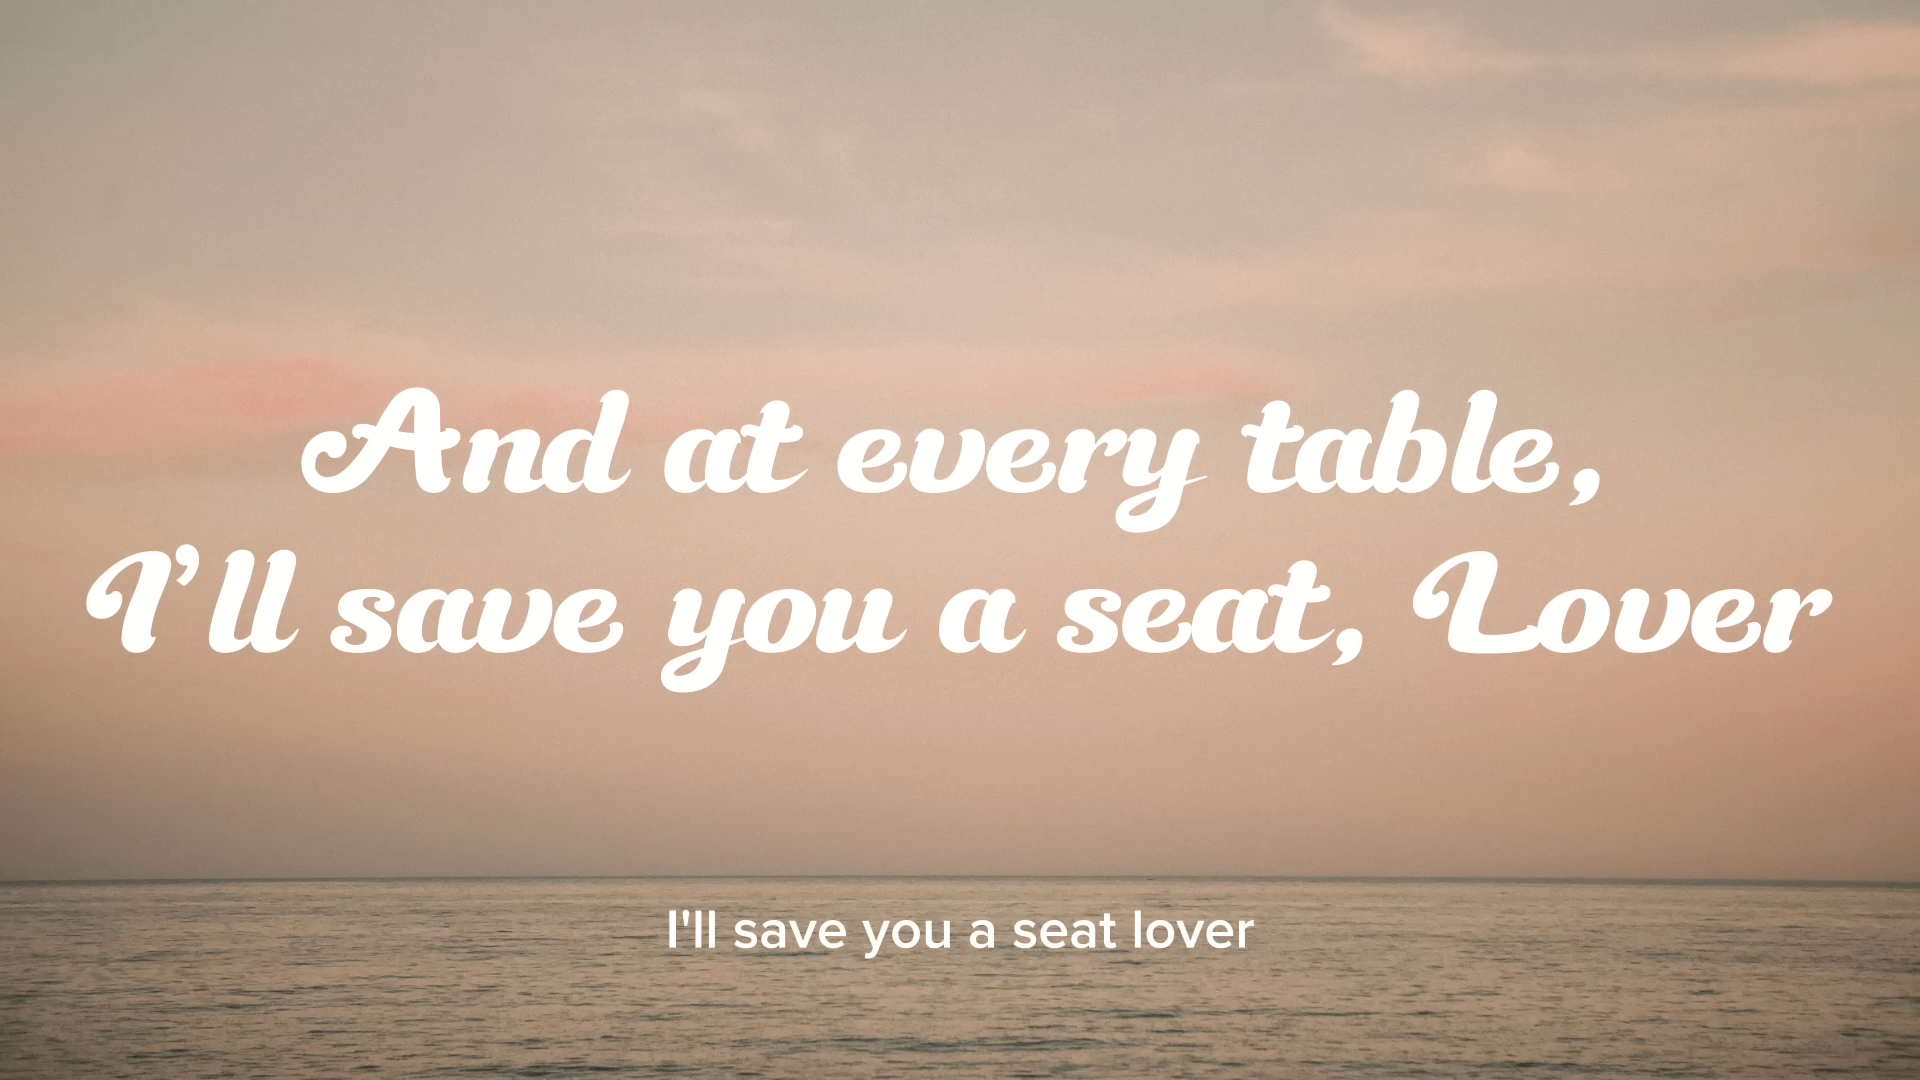 And at every table,
I’ll save you a seat, Lover
I'll save you a seat lover